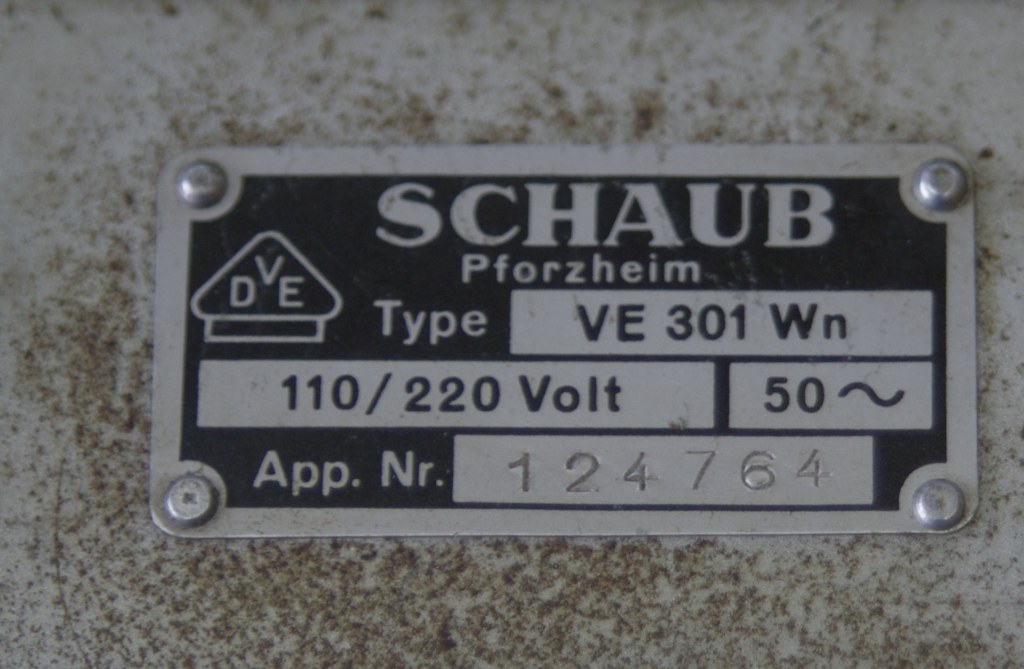 SCHAUB
Pforzheim
DVE
Type VE 301 Wn
110/220 Volt 50~
App. Nr. 124764